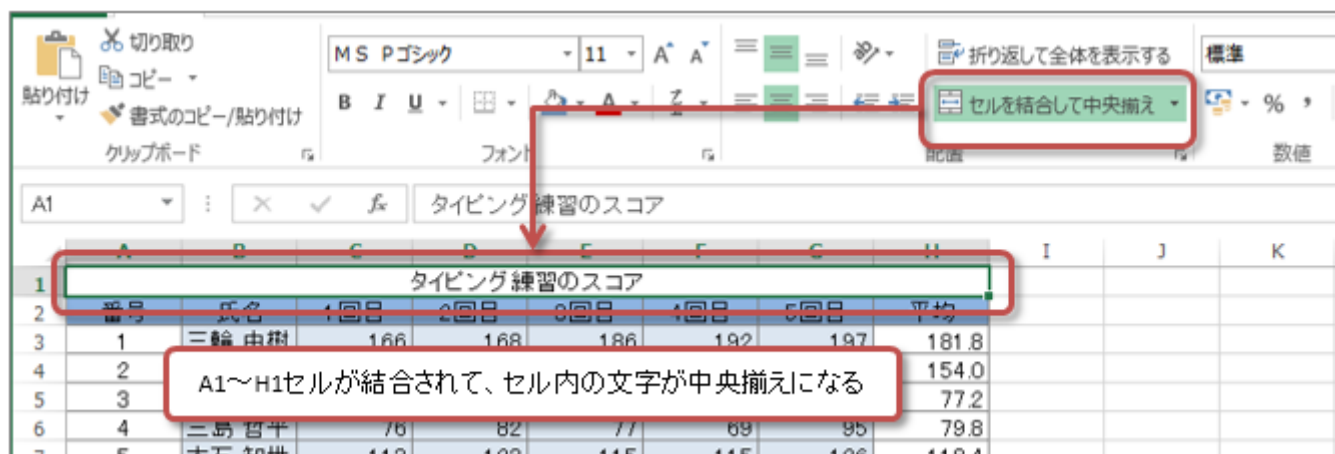 切り取り
コピー
貼り付け
書式のコピー/貼り付け
クリップボード
MS Pゴシック 11 A A
B I U A
フォント
折り返して全体を表示する
セルを結合して中央揃え
配置
標準
% ,
数値
A1 fx タイピング練習のスコア
A B C D E F G H I J K
1 タイピング練習のスコア
2 番号 氏名 1回目 2回目 3回目 4回目 5回目 平均
3 1 三輪 由樹 166 168 186 192 197 181.8
4 2 154.0
5 3 77.2
6 4 三島 哲平 76 82 77 69 95 79.8
A1～H1セルが結合されて、セル内の文字が中央揃えになる